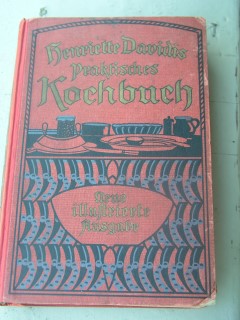 Henriette Davidis
Praktisches
Kochbuch
Neue
illustrierte
Ausgabe